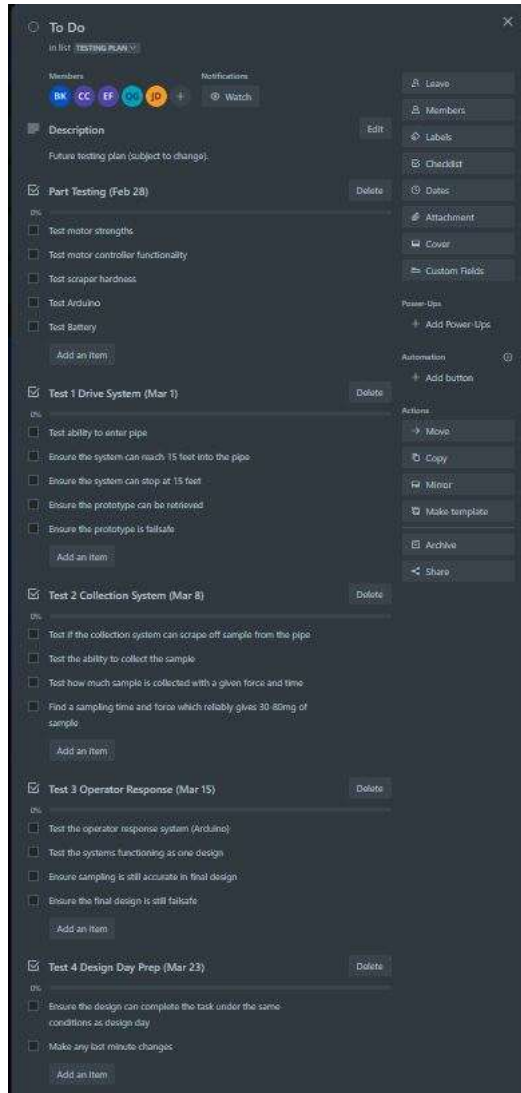 To Do
in list TESTING PLAN
Members
Notifications
BK CC EF OG JD +
Watch
Description
Edit
Future testing plan (subject to change).
Part Testing (Feb 28)
Delete
0%
Test motor strengths
Test motor controller functionality
Test scraper hardness
Test Arduino
Test Battery
Add an item
Test 1 Drive System (Mar 1)
Delete
0%
Test ability to enter pipe
Ensure the system can reach 15 feet into the pipe
Ensure the system can stop at 15 feet
Ensure the prototype can be retrieved
Ensure the prototype is failsafe
Add an item
Test 2 Collection System (Mar 8)
Delete
0%
Test if the collection system can scrape off sample from the pipe
Test the ability to collect the sample
Test how much sample is collected with a given force and time
Find a sampling time and force which reliably gives 30-80mg of
sample
Add an item
Test 3 Operator Response (Mar 15)
Delete
0%
Test the operator response system (Arduino)
Test the systems functioning as one design
Ensure sampling is still accurate in final design
Ensure the final design is still failsafe
Add an item
Test 4 Design Day Prep (Mar 23)
Delete
0%
Ensure the design can complete the task under the same
conditions as design day
Make any last minute changes
Add an item
Leave
Members
Labels
Checklist
Dates
Attachment
Cover
Custom Fields
Power-Ups
+ Add Power-Ups
Automation
+ Add button
Actions
Move
Copy
Mirror
Make template
Archive
Share